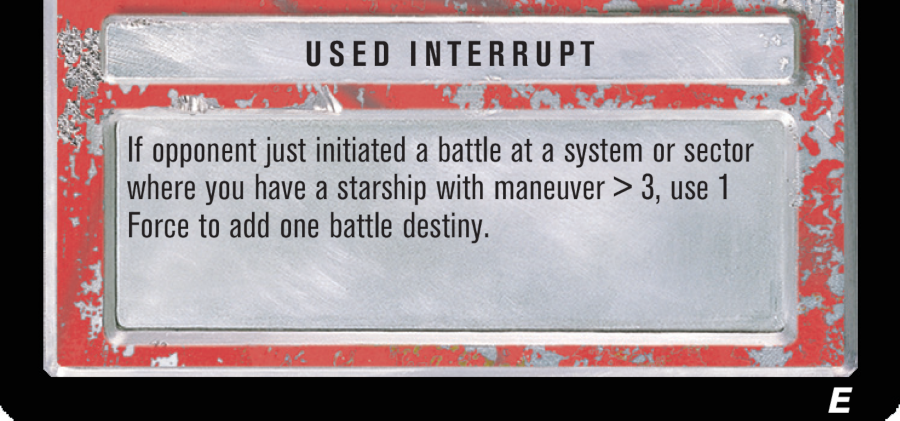 USED INTERRUPT
If opponent just initiated a battle at a system or sector
where you have a starship with maneuver > 3, use 1
Force to add one battle destiny.
E